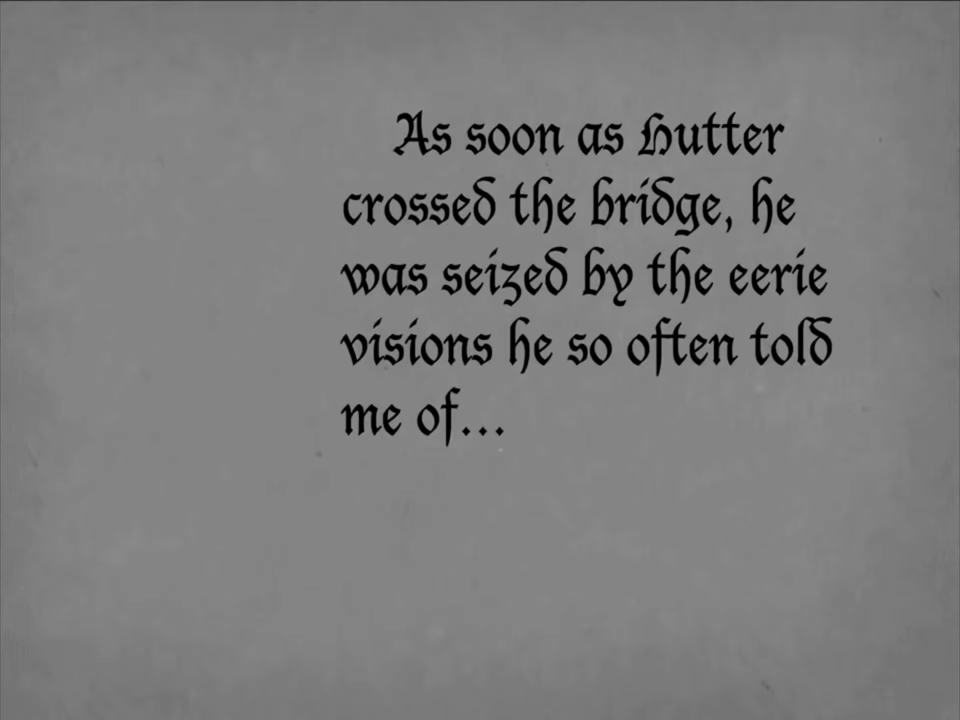 As soon as Hutter
crossed the bridge, he
was seized by the eerie
visions he so often told
me of...